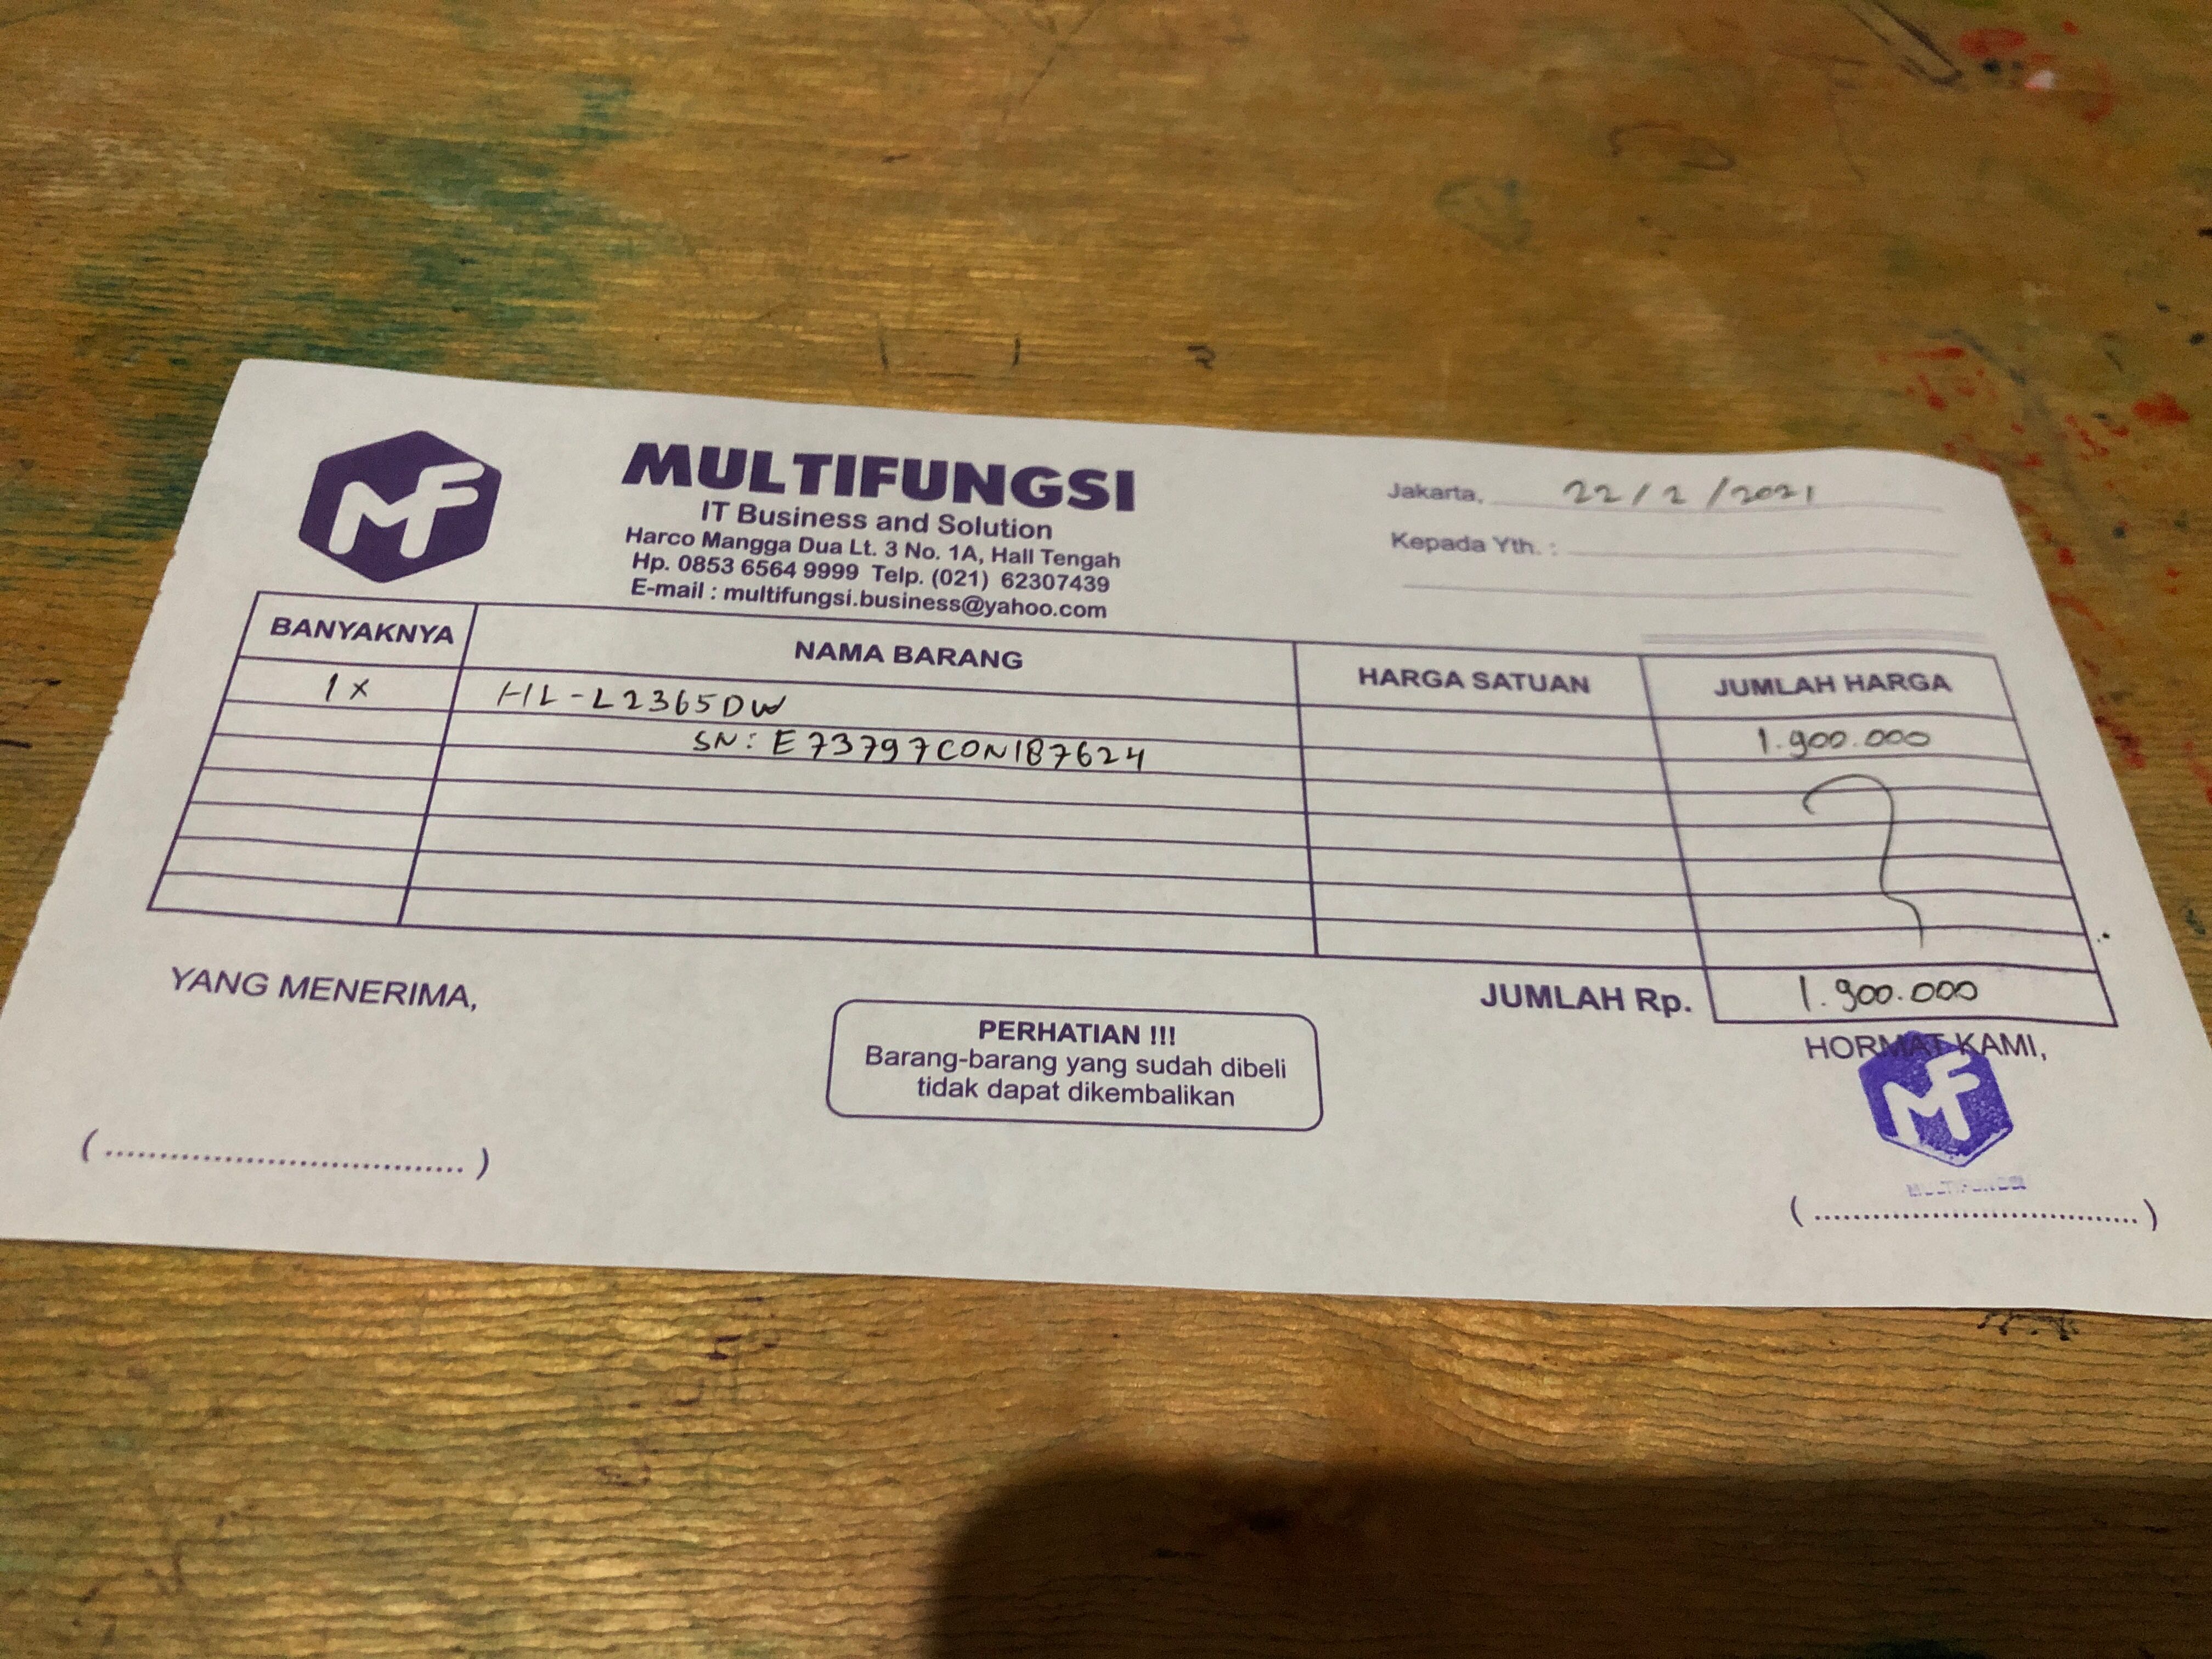 MF
MULTIFUNGSI
IT Business and Solution
Harco Mangga Dua Lt. 3 No. 1A, Hall Tengah
Hp. 0853 6564 9999 Telp. (021) 62307439
E-mail : multifungsi.business@yahoo.com
Jakarta, 22/2/2021
Kepada Yth. :
BANYAKNYA NAMA BARANG HARGA SATUAN JUMLAH HARGA
1x HL-L2365DW 1.900.000
SN: E73797C0N187624
JUMLAH Rp. 1.900.000
YANG MENERIMA,
(..................................)
PERHATIAN !!!
Barang-barang yang sudah dibeli
tidak dapat dikembalikan
HORMAT KAMI,
MF
MULTIFUNGSI
(..................................)